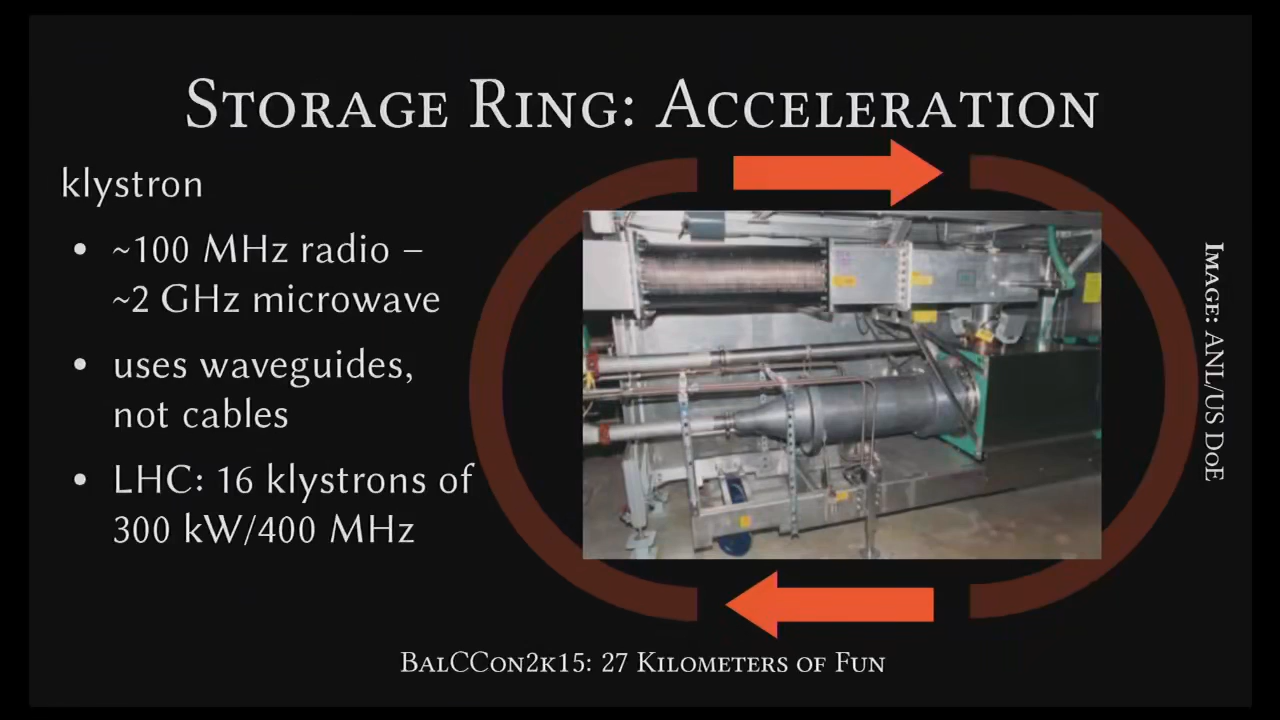 Storage Ring: Acceleration
klystron
• ~100 MHz radio –
~2 GHz microwave
• uses waveguides,
not cables
• LHC: 16 klystrons of
300 kW/400 MHz
Image: ANL/US DoE
BalCCon2k15: 27 Kilometers of Fun